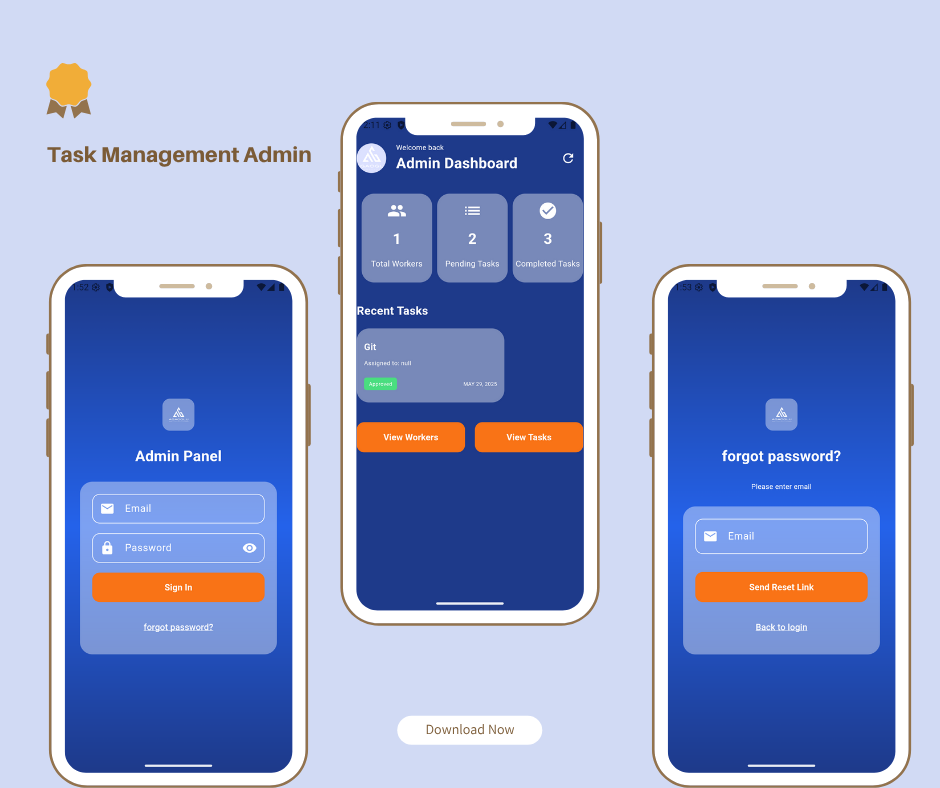 Task Management Admin
2:11
Welcome back
Admin Dashboard
1
2
3
Total Workers
Pending Tasks
Completed Tasks
Recent Tasks
Git
Assigned to: null
Approved
MAY 29, 2025
View Workers
View Tasks
1:52
Admin Panel
Email
Password
Sign In
forgot password?
1:53
forgot password?
Please enter email
Email
Send Reset Link
Back to login
Download Now